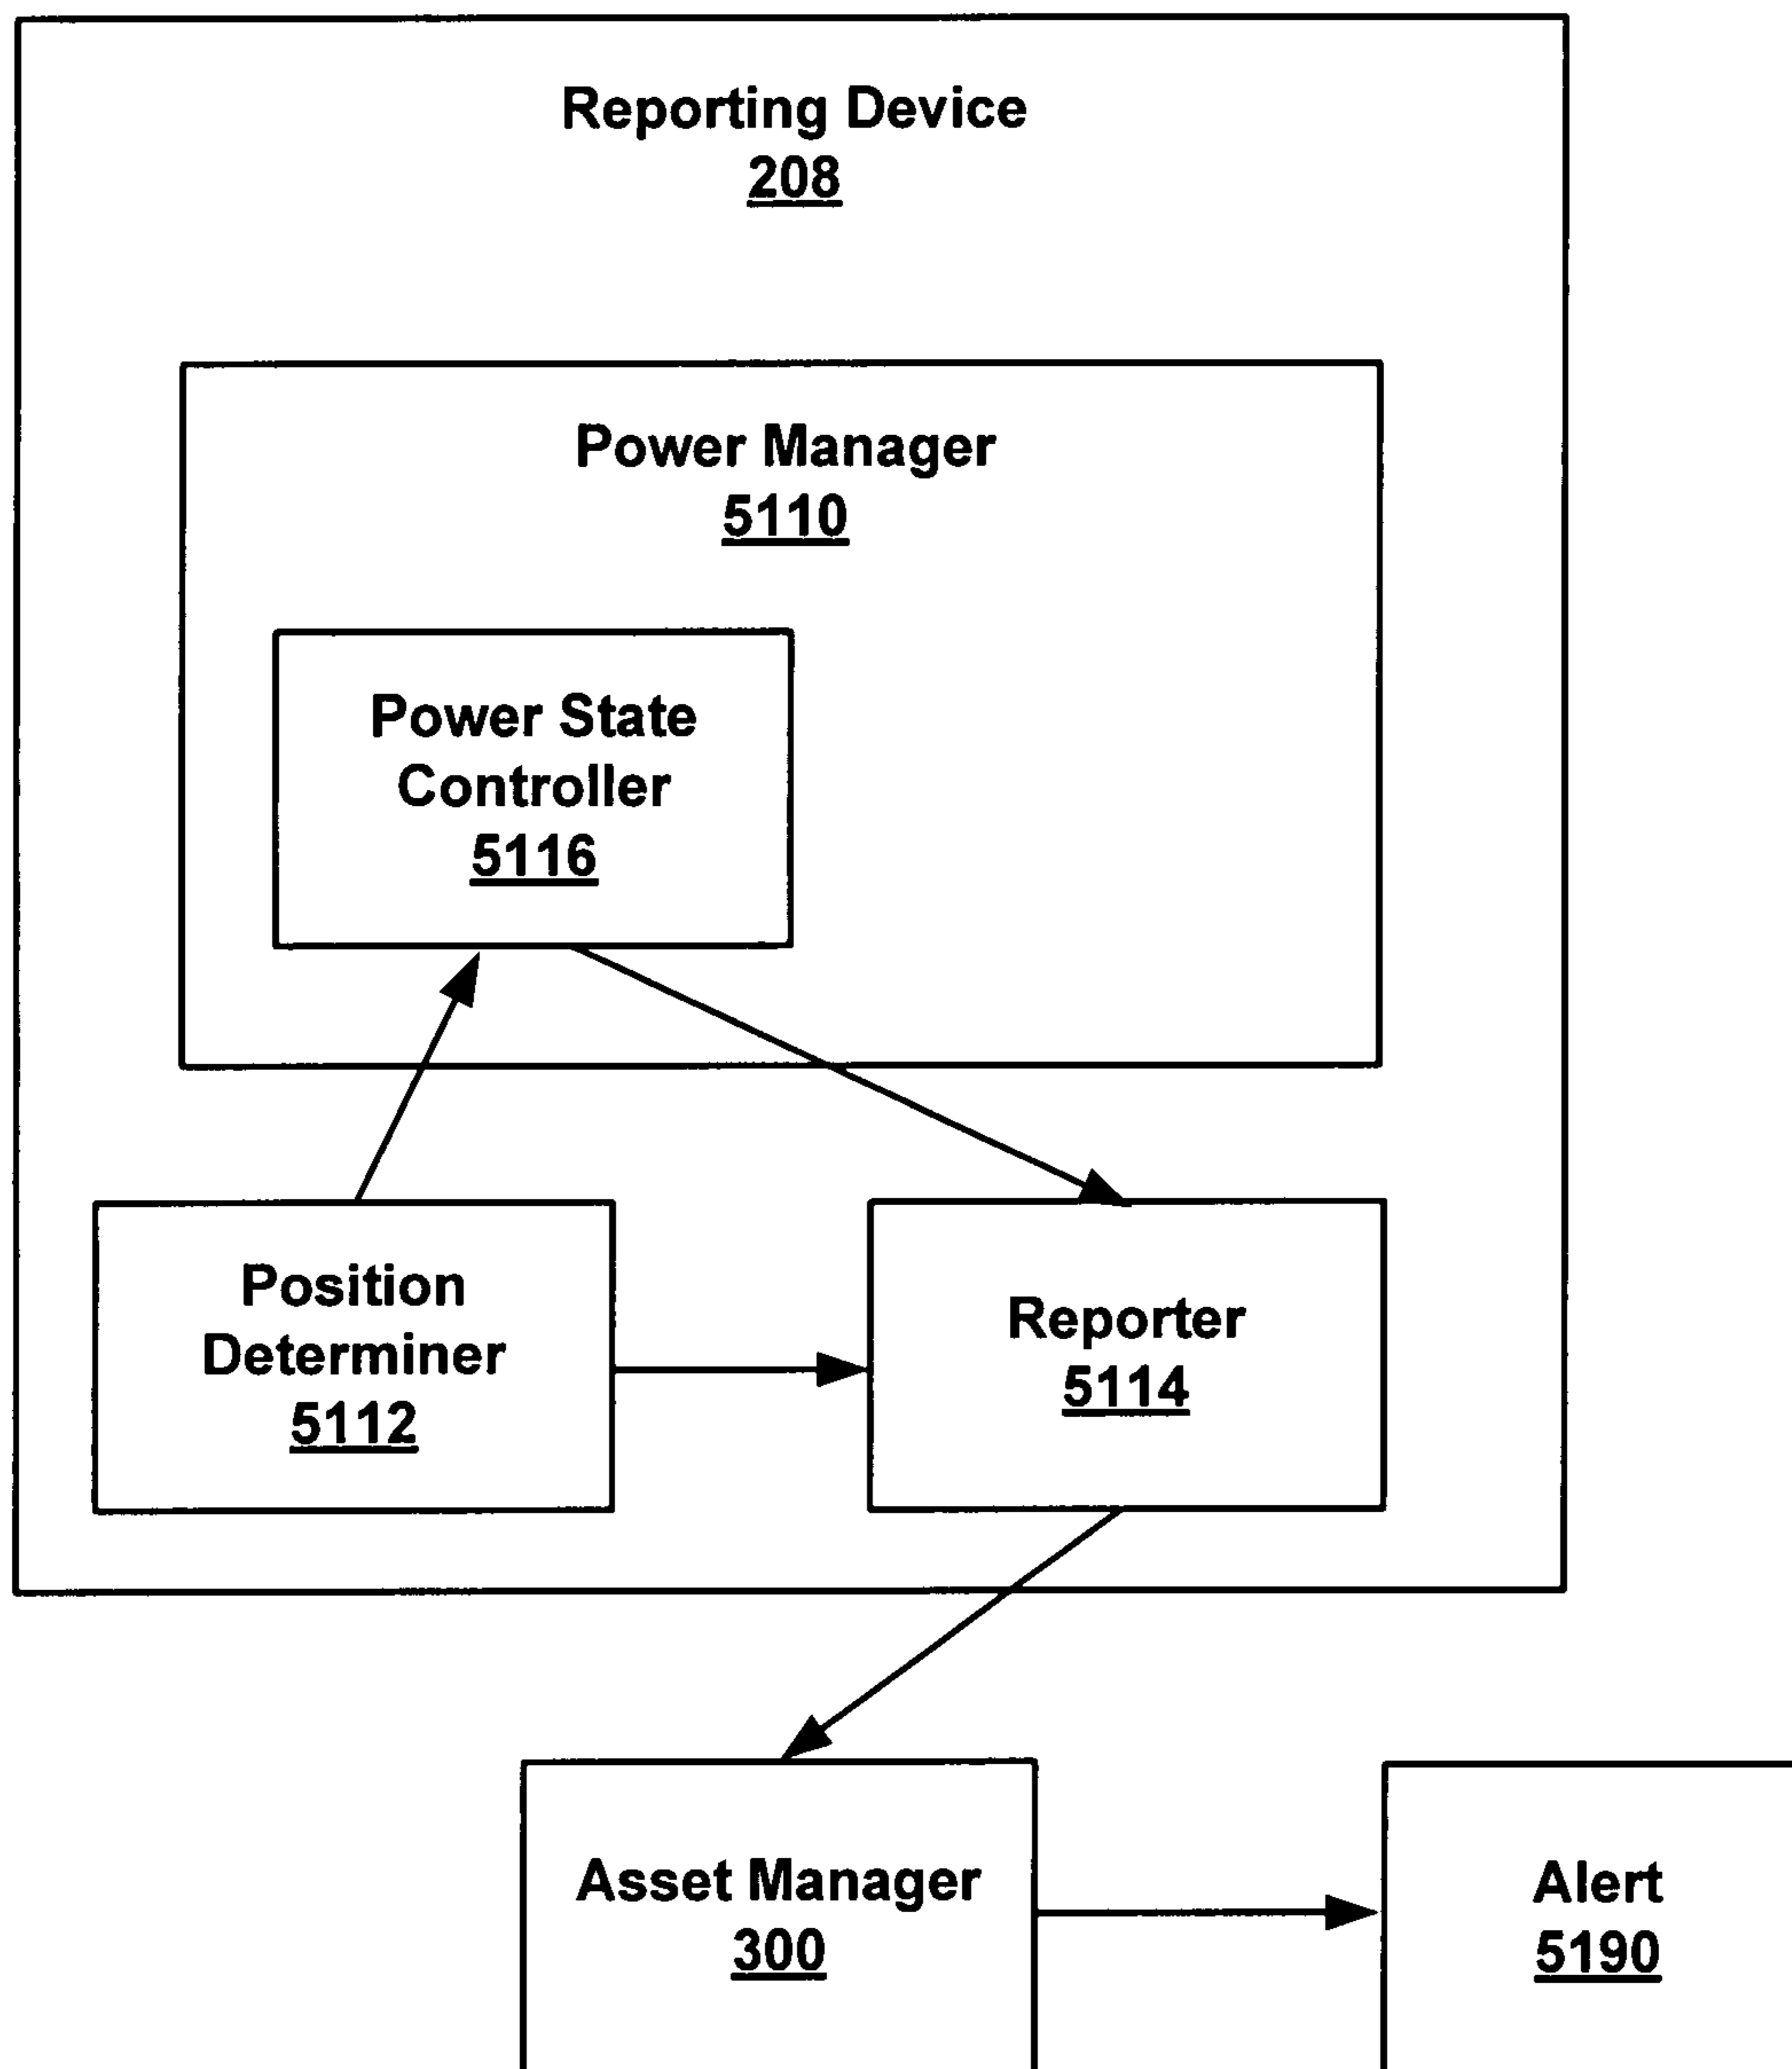 Reporting Device
208
Power Manager
5110
Power State
Controller
5116
Position
Determiner
5112
Reporter
5114
Asset Manager
300
Alert
5190